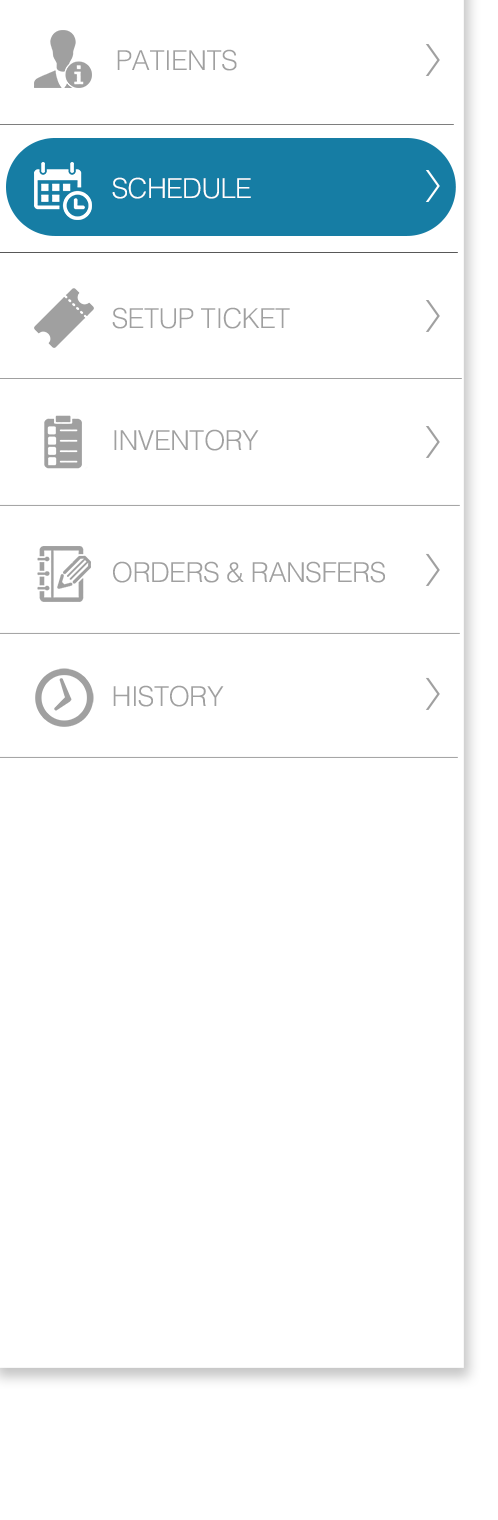 PATIENTS
SCHEDULE
SETUP TICKET
INVENTORY
ORDERS & RANSFERS
HISTORY